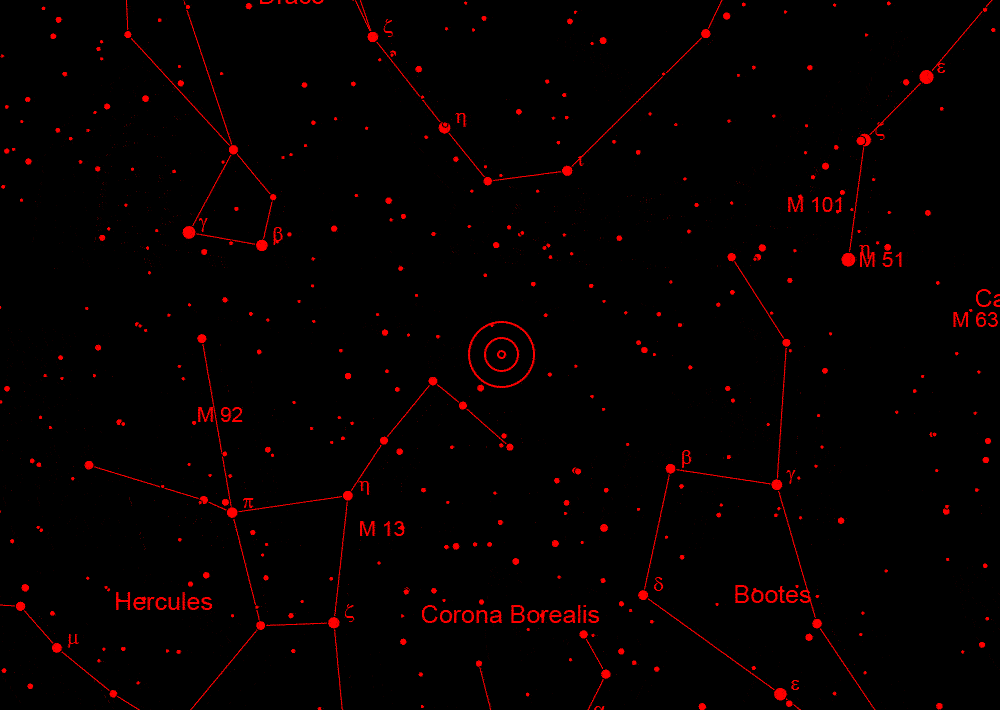 Draco
ζ
ε
η
ζ
ι
M 101
γ
β
η
M 51
Ca
M 63
M 92
β
γ
η
π
M 13
δ
Hercules
Bootes
Corona Borealis
ζ
μ
ε
α